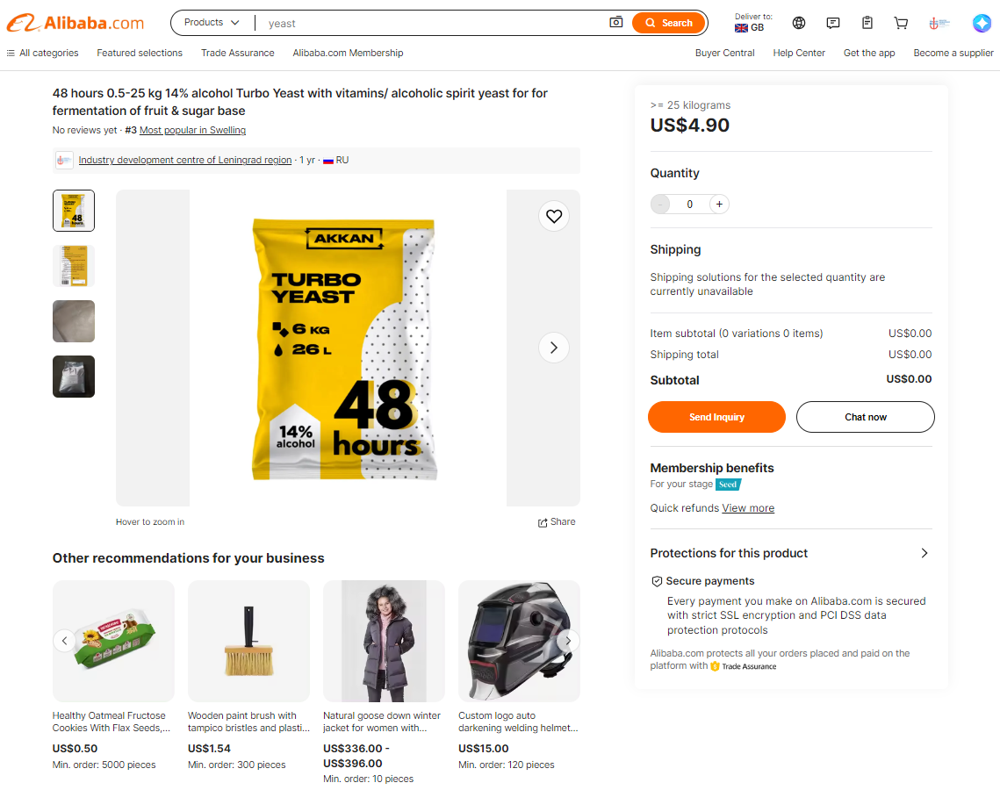 Alibaba.com
Products
yeast
Search
Deliver to:
GB
All categories
Featured selections
Trade Assurance
Alibaba.com Membership
Buyer Central
Help Center
Get the app
Become a supplier
48 hours 0.5-25 kg 14% alcohol Turbo Yeast with vitamins/ alcoholic spirit yeast for for
fermentation of fruit & sugar base
No reviews yet · #3 Most popular in Swelling
Industry development centre of Leningrad region · 1 yr · RU
AKKAN
TURBO
YEAST
6 KG
26 L
48
hours
14%
alcohol
Hover to zoom in
Share
Other recommendations for your business
Healthy Oatmeal Fructose
Cookies With Flax Seeds,...
US$0.50
Min. order: 5000 pieces
Wooden paint brush with
tampico bristles and plasti...
US$1.54
Min. order: 300 pieces
Natural goose down winter
jacket for women with...
US$336.00 -
US$396.00
Min. order: 10 pieces
Custom logo auto
darkening welding helmet...
US$15.00
Min. order: 120 pieces
>= 25 kilograms
US$4.90
Quantity
- 0 +
Shipping
Shipping solutions for the selected quantity are
currently unavailable
Item subtotal (0 variations 0 items) US$0.00
Shipping total US$0.00
Subtotal US$0.00
Send Inquiry
Chat now
Membership benefits
For your stage Seed
Quick refunds View more
Protections for this product
Secure payments
Every payment you make on Alibaba.com is secured
with strict SSL encryption and PCI DSS data
protection protocols
Alibaba.com protects all your orders placed and paid on the
platform with Trade Assurance